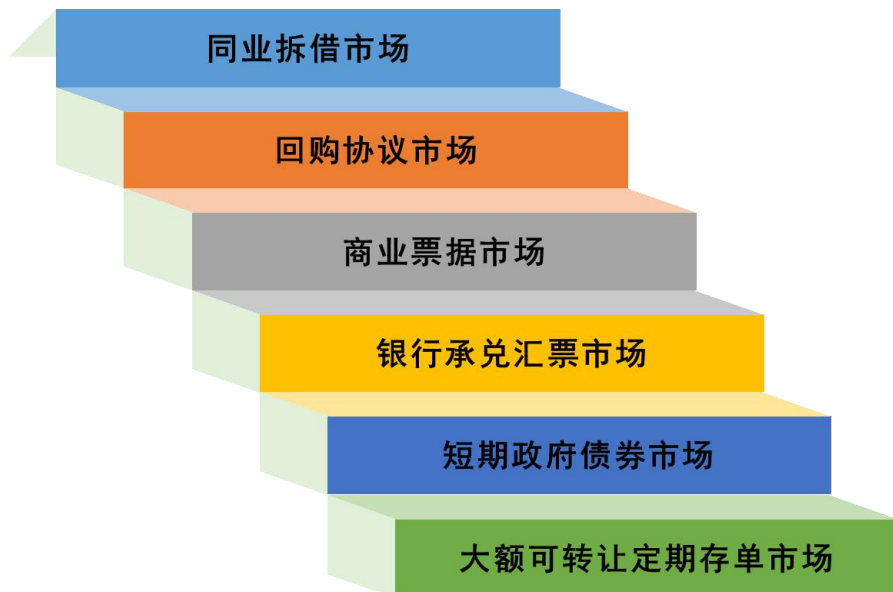 同业拆借市场
回购协议市场
商业票据市场
银行承兑汇票市场
短期政府债券市场
大额可转让定期存单市场